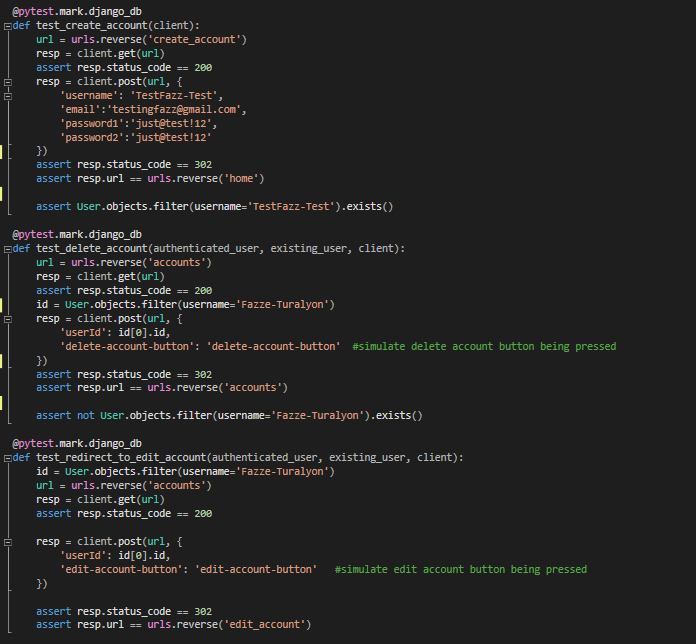 @pytest.mark.django_db
def test_create_account(client):
    url = urls.reverse('create_account')
    resp = client.get(url)
    assert resp.status_code == 200
    resp = client.post(url, {
        'username': 'TestFazz-Test',
        'email':'testingfazz@gmail.com',
        'password1':'just@test!12',
        'password2':'just@test!12'
    })
    assert resp.status_code == 302
    assert resp.url == urls.reverse('home')
    assert User.objects.filter(username='TestFazz-Test').exists()
@pytest.mark.django_db
def test_delete_account(authenticated_user, existing_user, client):
    url = urls.reverse('accounts')
    resp = client.get(url)
    assert resp.status_code == 200
    id = User.objects.filter(username='Fazze-Turalyon')
    resp = client.post(url, {
        'userId': id[0].id,
        'delete-account-button': 'delete-account-button'  #simulate delete account button being pressed
    })
    assert resp.status_code == 302
    assert resp.url == urls.reverse('accounts')
    assert not User.objects.filter(username='Fazze-Turalyon').exists()
@pytest.mark.django_db
def test_redirect_to_edit_account(authenticated_user, existing_user, client):
    id = User.objects.filter(username='Fazze-Turalyon')
    url = urls.reverse('accounts')
    resp = client.get(url)
    assert resp.status_code == 200
    resp = client.post(url, {
        'userId': id[0].id,
        'edit-account-button': 'edit-account-button'   #simulate edit account button being pressed
    })
    assert resp.status_code == 302
    assert resp.url == urls.reverse('edit_account')